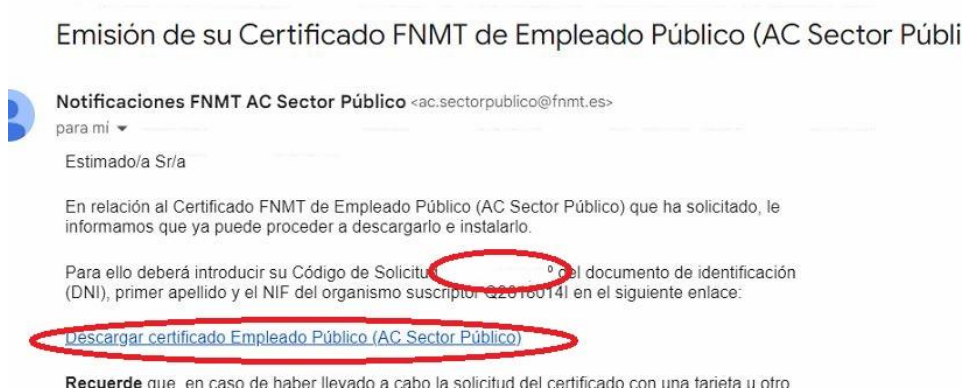 Emisión de su Certificado FNMT de Empleado Público (AC Sector Públi
Notificaciones FNMT AC Sector Público <ac.sectorpublico@fnmt.es>
para mí
Estimado/a Sr/a
En relación al Certificado FNMT de Empleado Público (AC Sector Público) que ha solicitado, le
informamos que ya puede proceder a descargarlo e instalarlo.
Para ello deberá introducir su Código de Solicitud º del documento de identificación
(DNI), primer apellido y el NIF del organismo suscriptor en el siguiente enlace:
Descargar certificado Empleado Público (AC Sector Público)
Recuerde que, en caso de haber llevado a cabo la solicitud del certificado con una tarjeta u otro